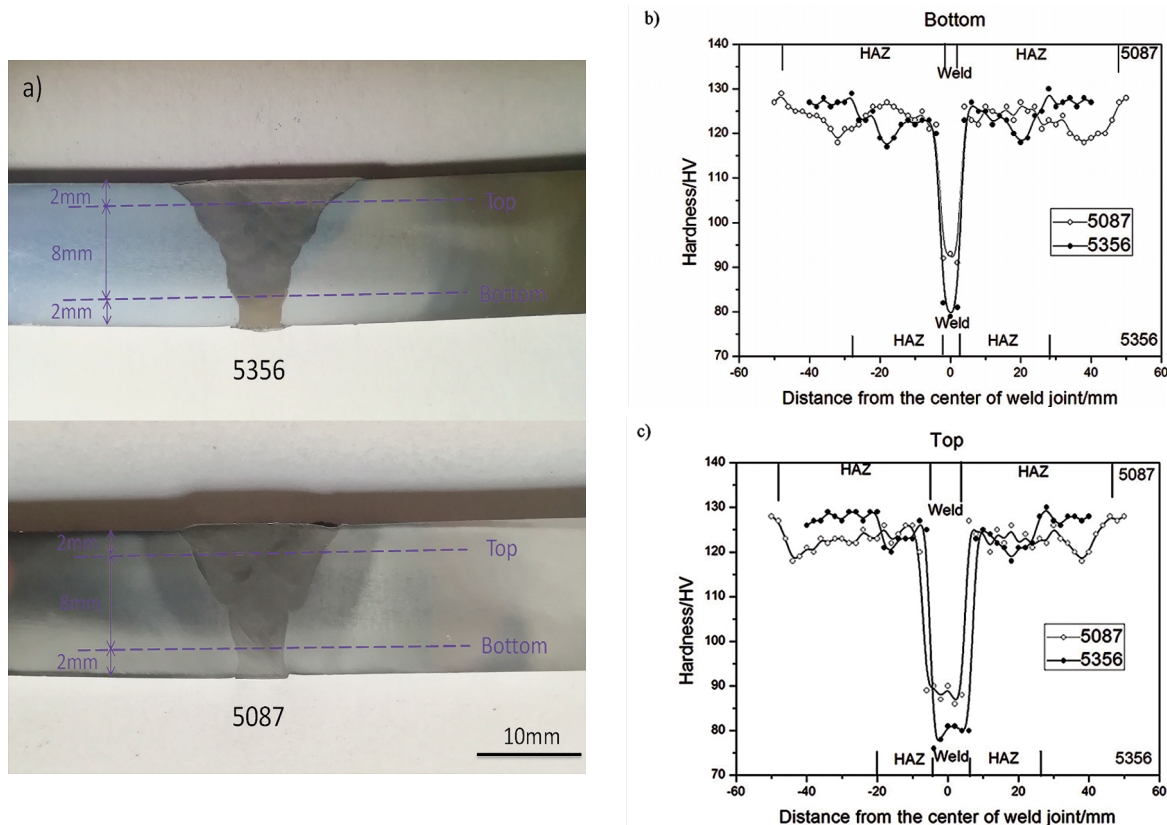 a)
2mm
Top
8mm
Bottom
2mm
5356
2mm
Top
8mm
Bottom
2mm
5087
10mm
b)
Bottom
140
130
120
110
100
90
80
70
Hardness/HV
HAZ
Weld
HAZ
5087
5087
5356
HAZ
Weld
HAZ
5356
-60
-40
-20
0
20
40
60
Distance from the center of weld joint/mm
c)
Top
140
130
120
110
100
90
80
70
Hardness/HV
HAZ
Weld
HAZ
5087
5087
5356
HAZ
Weld
HAZ
5356
-60
-40
-20
0
20
40
60
Distance from the center of weld joint/mm